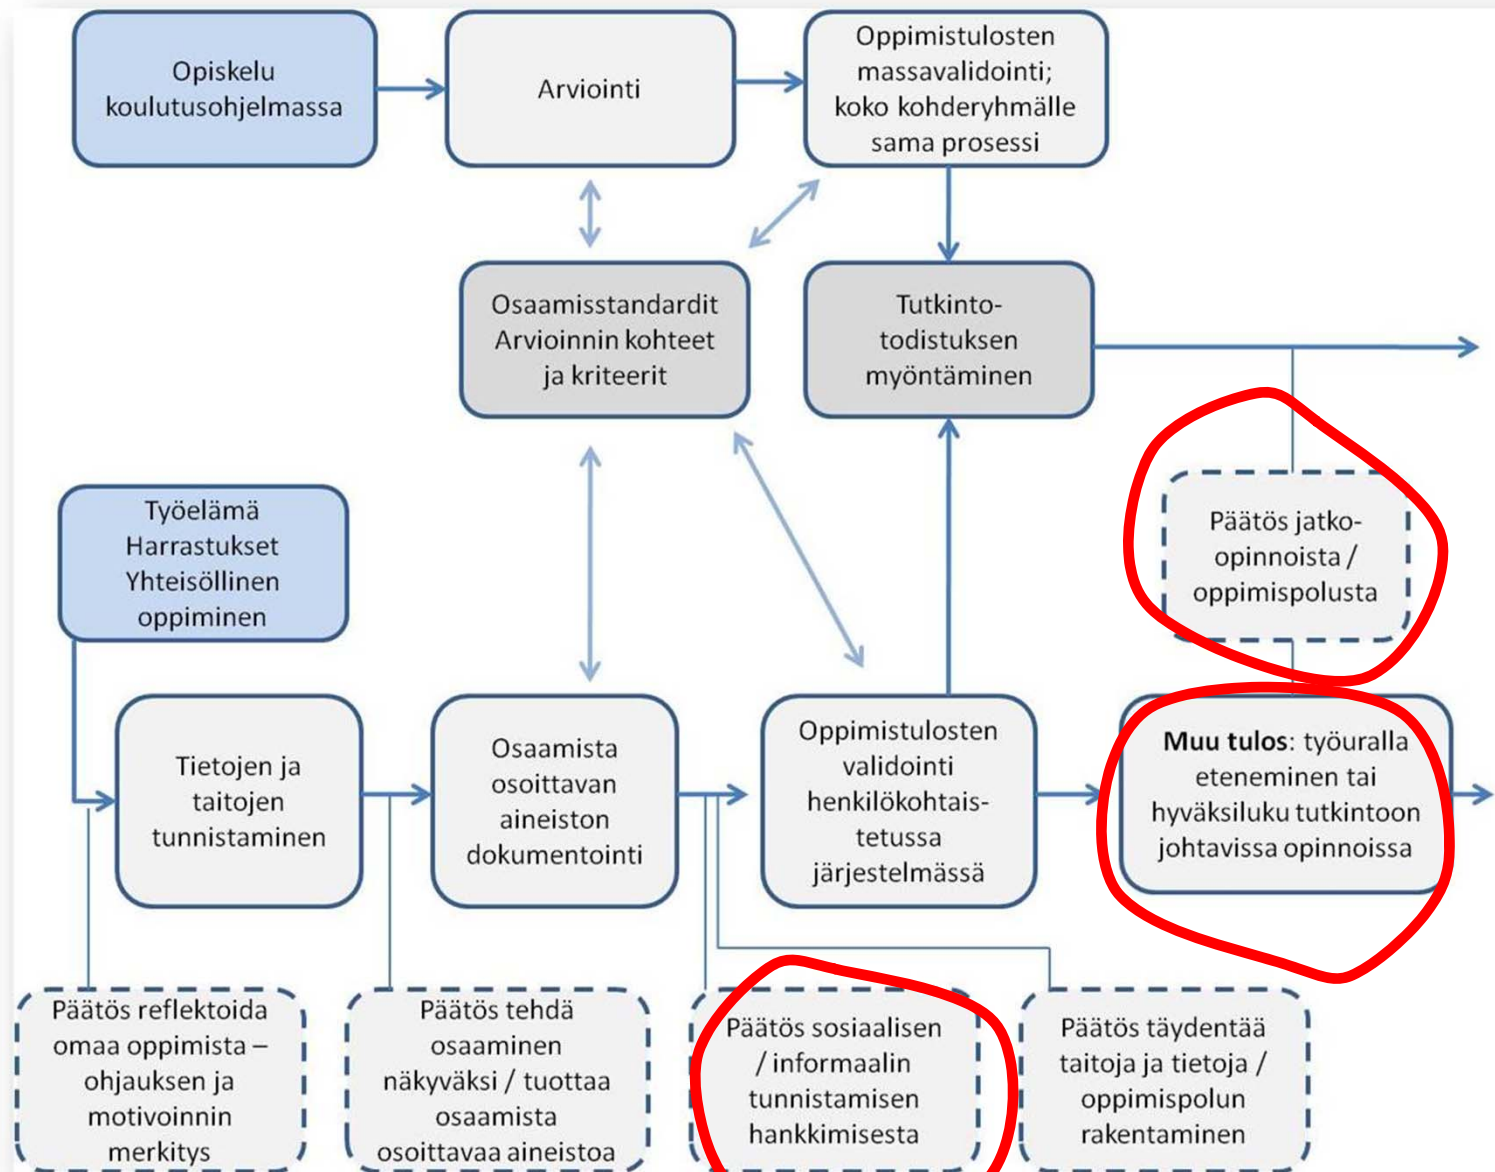 Opiskelu
koulutusohjelmassa
Arviointi
Oppimistulosten
massavalidointi;
koko kohderyhmälle
sama prosessi
Osaamisstandardit
Arvioinnin kohteet
ja kriteerit
Tutkinto-
todistuksen
myöntäminen
Työelämä
Harrastukset
Yhteisöllinen
oppiminen
Päätös jatko-
opinnoista /
oppimispolusta
Tietojen ja
taitojen
tunnistaminen
Osaamista
osoittavan
aineiston
dokumentointi
Oppimistulosten
validointi
henkilökohtais-
tetussa
järjestelmässä
Muu tulos: työuralla
eteneminen tai
hyväksiluku tutkintoon
johtavissa opinnoissa
Päätös reflektoida
omaa oppimista –
ohjauksen ja
motivoinnin
merkitys
Päätös tehdä
osaaminen
näkyväksi / tuottaa
osaamista
osoittavaa aineistoa
Päätös sosiaalisen
/ informaalin
tunnistamisen
hankkimisesta
Päätös täydentää
taitoja ja tietoja /
oppimispolun
rakentaminen